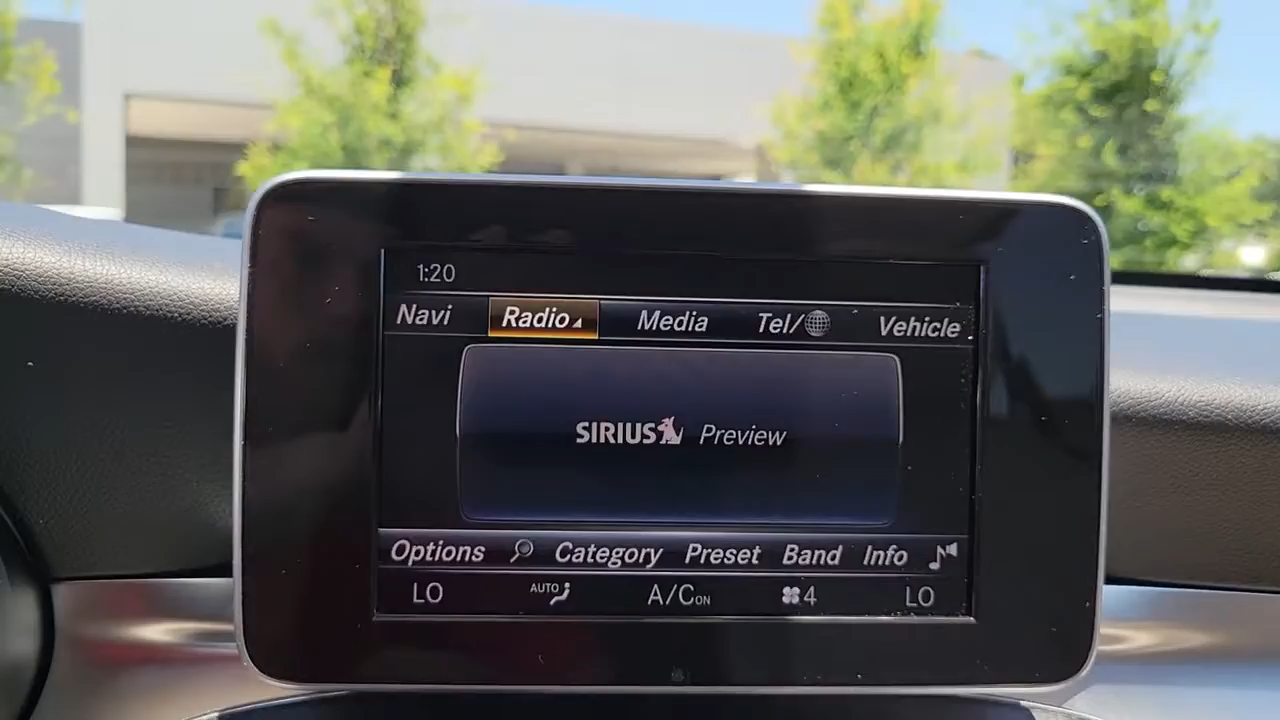 1:20
Navi Radio Media Tel/ Vehicle
SIRIUS Preview
Options Category Preset Band Info
LO AUTO A/C ON 4 LO